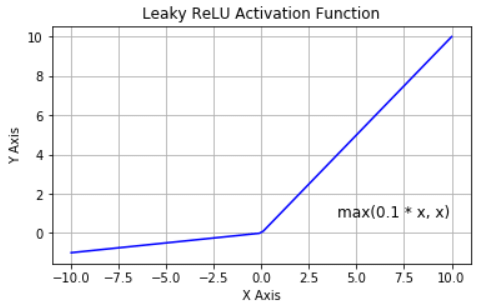 Leaky ReLU Activation Function
10
8
6
4
2
0
Y Axis
max(0.1 * x, x)
−10.0 −7.5 −5.0 −2.5 0.0 2.5 5.0 7.5 10.0
X Axis